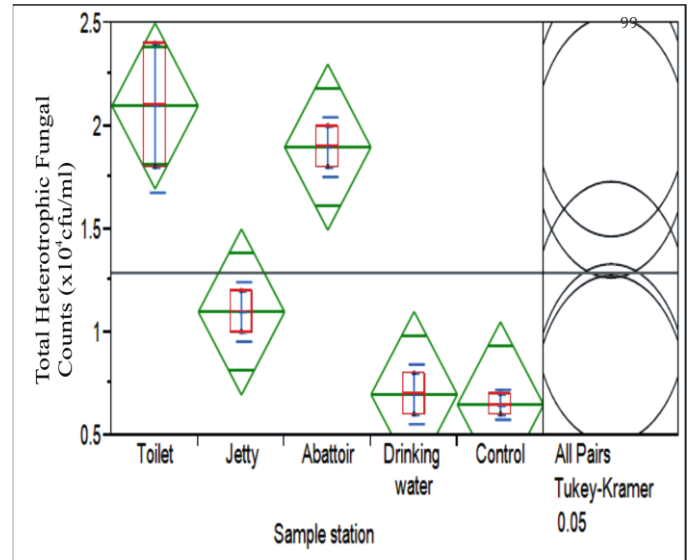 99
Total Heterotrophic Fungal
Counts (x10⁴cfu/ml)
2.5
2
1.5
1
0.5
Toilet
Jetty
Abattoir
Drinking
water
Control
All Pairs
Tukey-Kramer
0.05
Sample station